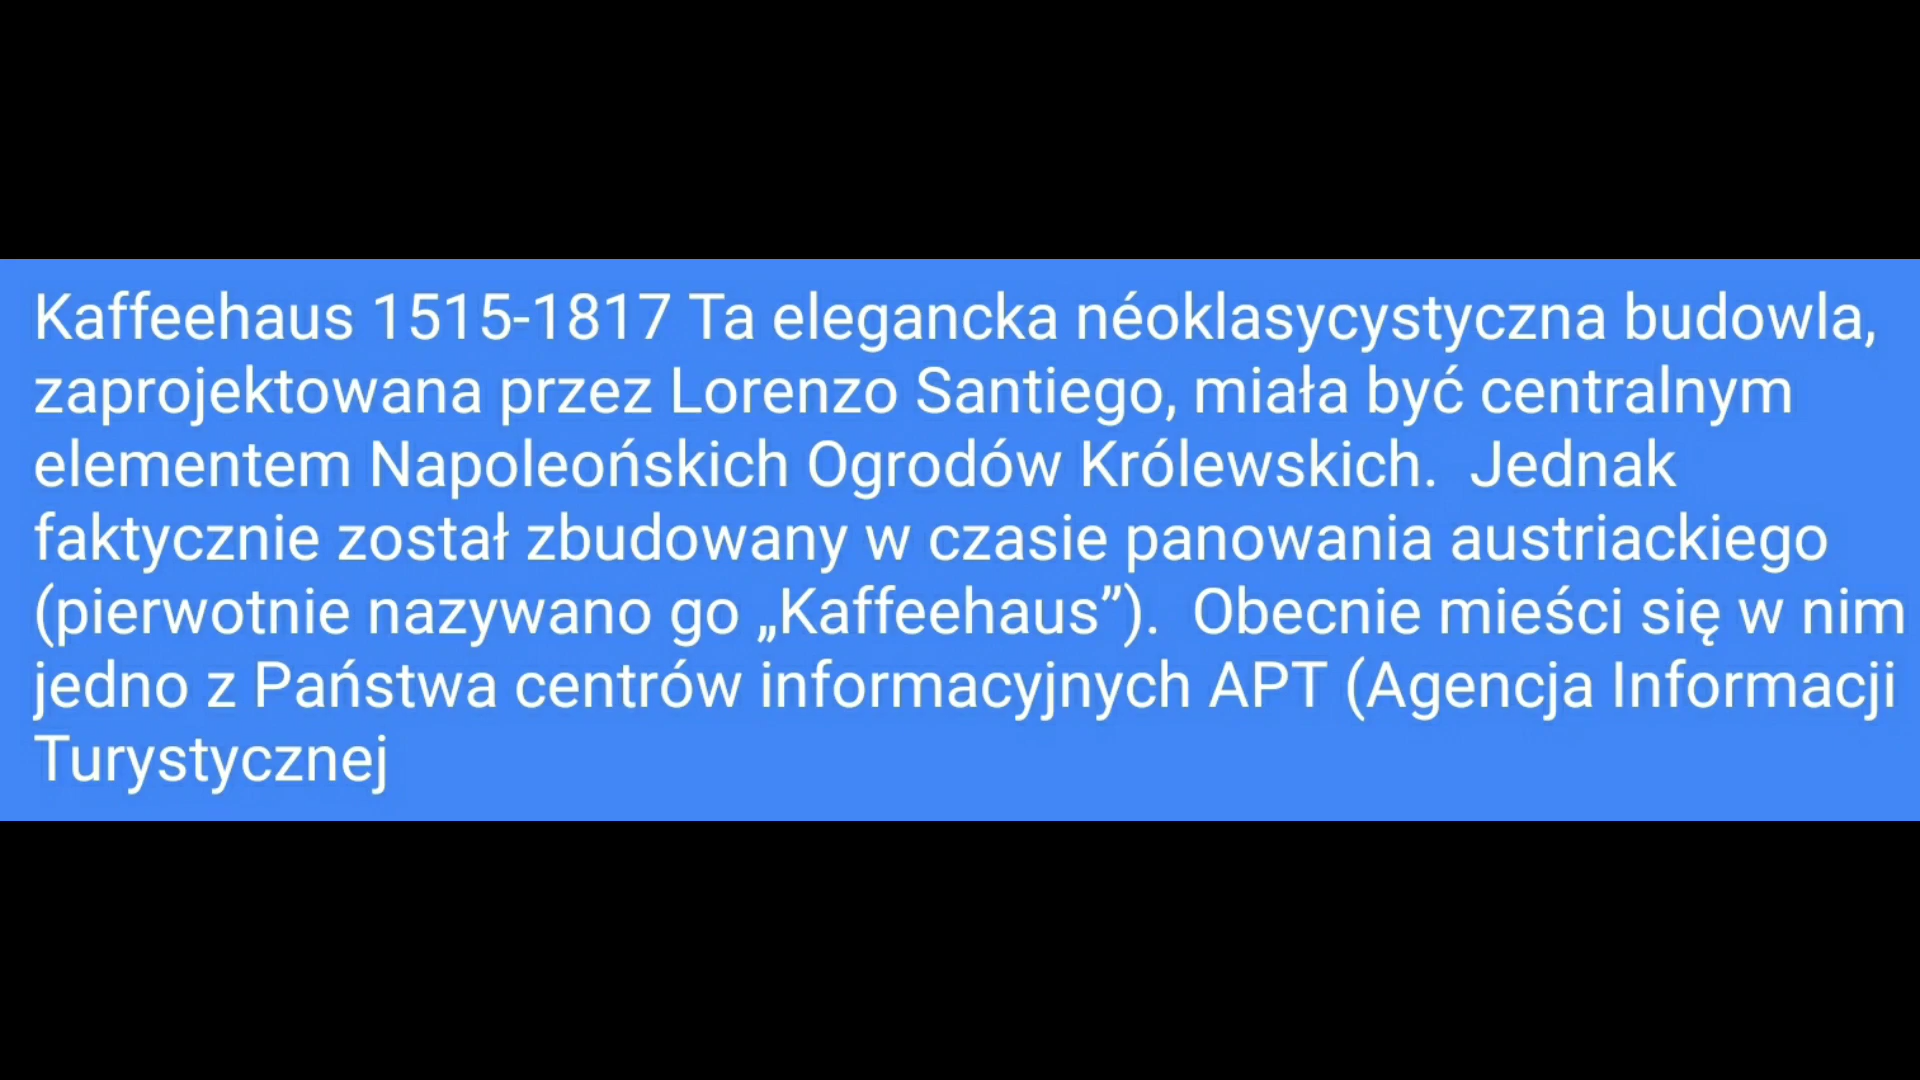 Kaffeehaus 1515-1817 Ta elegancka néoklasycystyczna budowla,
zaprojektowana przez Lorenzo Santiego, miała być centralnym
elementem Napoleońskich Ogrodów Królewskich.  Jednak
faktycznie został zbudowany w czasie panowania austriackiego
(pierwotnie nazywano go „Kaffeehaus”).  Obecnie mieści się w nim
jedno z Państwa centrów informacyjnych APT (Agencja Informacji
Turystycznej